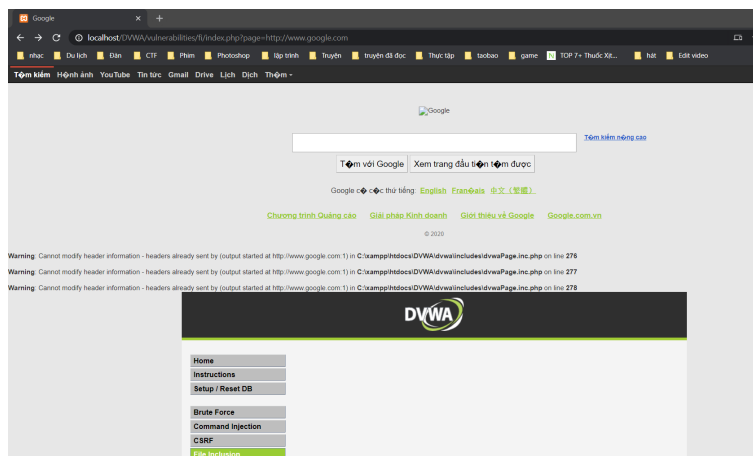 Google
localhost/DVWA/vulnerabilities/fi/index.php?page=http://www.google.com
nhạc Du lịch Đàn CTF Phim Photoshop lập trình Truyện truyện đã đọc Thực tập taobao game TOP 7+ Thuốc Xịt... hát Edit video
T�m kiếm H�nh ảnh YouTube Tin tức Gmail Drive Lịch Dịch Th�m
Google
T�m kiếm n�ng cao
T�m với Google Xem trang đầu ti�n t�m được
Google c� c�c thứ tiếng: English Fran�ais 中文 (繁體)
Chương trình Quảng cáo Giải pháp Kinh doanh Giới thiệu về Google Google.com.vn
© 2020
Warning: Cannot modify header information - headers already sent by (output started at http://www.google.com:1) in C:\xampp\htdocs\DVWA\dvwa\includes\dvwaPage.inc.php on line 276
Warning: Cannot modify header information - headers already sent by (output started at http://www.google.com:1) in C:\xampp\htdocs\DVWA\dvwa\includes\dvwaPage.inc.php on line 277
Warning: Cannot modify header information - headers already sent by (output started at http://www.google.com:1) in C:\xampp\htdocs\DVWA\dvwa\includes\dvwaPage.inc.php on line 278
DVWA
Home
Instructions
Setup / Reset DB
Brute Force
Command Injection
CSRF
File Inclusion